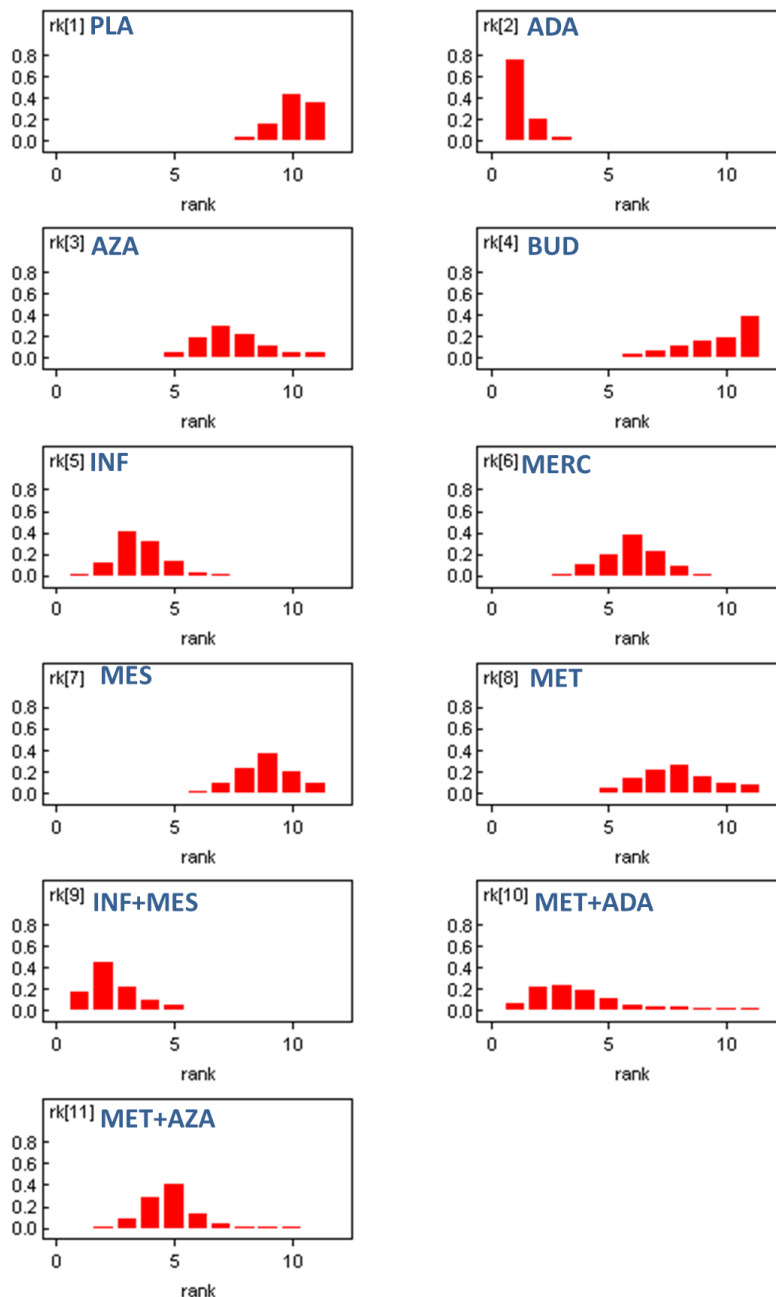 rk[1] PLA
0.8
0.6
0.4
0.2
0.0
0 5 10
rank
rk[2] ADA
0.8
0.6
0.4
0.2
0.0
0 5 10
rank
rk[3] AZA
0.8
0.6
0.4
0.2
0.0
0 5 10
rank
rk[4] BUD
0.8
0.6
0.4
0.2
0.0
0 5 10
rank
rk[5] INF
0.8
0.6
0.4
0.2
0.0
0 5 10
rank
rk[6] MERC
0.8
0.6
0.4
0.2
0.0
0 5 10
rank
rk[7] MES
0.8
0.6
0.4
0.2
0.0
0 5 10
rank
rk[8] MET
0.8
0.6
0.4
0.2
0.0
0 5 10
rank
rk[9] INF+MES
0.8
0.6
0.4
0.2
0.0
0 5 10
rank
rk[10] MET+ADA
0.8
0.6
0.4
0.2
0.0
0 5 10
rank
rk[11] MET+AZA
0.8
0.6
0.4
0.2
0.0
0 5 10
rank